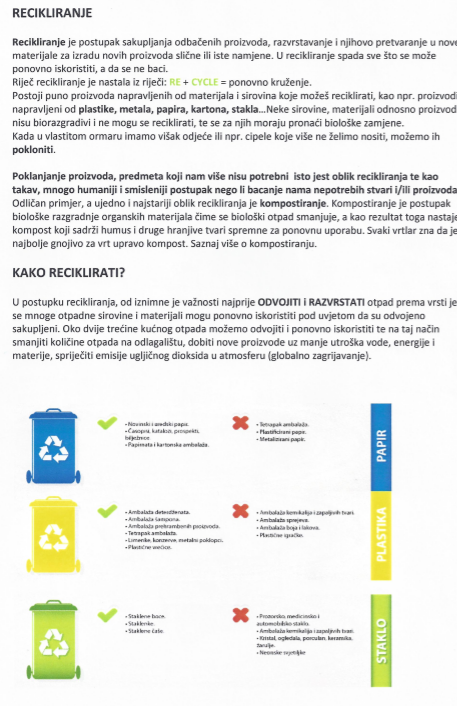 RECIKLIRANJE
Recikliranje je postupak sakupljanja odbačenih proizvoda, razvrstavanje i njihovo pretvaranje u nove
materijale za izradu novih proizvoda slične ili iste namjene. U recikliranje spada sve što se može
ponovno iskoristiti, a da se ne baci.
Riječ recikliranje je nastala iz riječi: RE + CYCLE = ponovno kruženje.
Postoji puno proizvoda napravljenih od materijala i sirovina koje možeš reciklirati, kao npr. proizvodi
napravljeni od plastike, metala, papira, kartona, stakla...Neke sirovine, materijali odnosno proizvod
nisu biorazgradivi i ne mogu se reciklirati, te se za njih moraju pronaći biološke zamjene.
Kada u vlastitom ormaru imamo višak odjeće ili npr. cipele koje više ne želimo nositi, možemo ih
pokloniti.
Poklanjanje proizvoda, predmeta koji nam više nisu potrebni isto jest oblik recikliranja te kao
takav, mnogo humaniji i smisleniji postupak nego li bacanje nama nepotrebih stvari i/ili proizvoda
Odličan primjer, a ujedno i najstariji oblik recikliranja je kompostiranje. Kompostiranje je postupak
biološke razgradnje organskih materijala čime se biološki otpad smanjuje, a kao rezultat toga nastaje
kompost koji sadrži humus i druge hranjive tvari spremne za ponovnu uporabu. Svaki vrtlar zna da je
najbolje gnojivo za vrt upravo kompost. Saznaj više o kompostiranju.
KAKO RECIKLIRATI?
U postupku recikliranja, od iznimne je važnosti najprije ODVOJITI i RAZVRSTATI otpad prema vrsti je
se mnoge otpadne sirovine i materijali mogu ponovno iskoristiti pod uvjetom da su odvojeno
sakupljeni. Oko dvije trećine kućnog otpada možemo odvojiti i ponovno iskoristiti te na taj način
smanjiti količine otpada na odlagalištu, dobiti nove proizvode uz manje utroška vode, energije i
materije, spriječiti emisije ugljičnog dioksida u atmosferu (globalno zagrijavanje).
• Novinski i uredski papir.
• Časopisi, katalozi, prospekti,
bilježnice
• Papirnata i kartonska ambalaža.
• Tetrapak ambalaža.
• Plastificirani papir.
• Metalizirani papir.
PAPIR
• Ambalaža deterdženata.
• Ambalaža šampona.
• Ambalaža prehrambenih proizvoda.
• Tetrapak ambalaža.
• Limenke, konzerve, metalni poklopci.
• Plastične vrećice.
• Ambalaža kemikalija i zapaljivih tvari.
• Ambalaža sprejeva.
• Ambalaža boja i lakova.
• Plastične igračke.
PLASTIKA
• Staklene boce.
• Staklenke.
• Staklene čaše.
• Prozorsko, medicinsko i
automobilsko staklo.
• Ambalaža kemikalija i zapaljivih tvari.
• Kristal, ogledala, porculan, keramika,
žarulje.
• Neonske svjetiljke
STAKLO